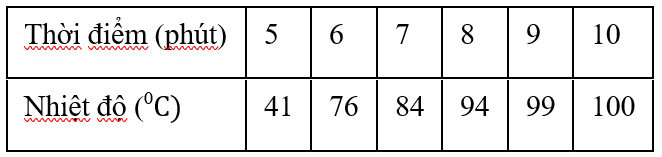 Thời điểm (phút) 5 6 7 8 9 10
Nhiệt độ (⁰C) 41 76 84 94 99 100